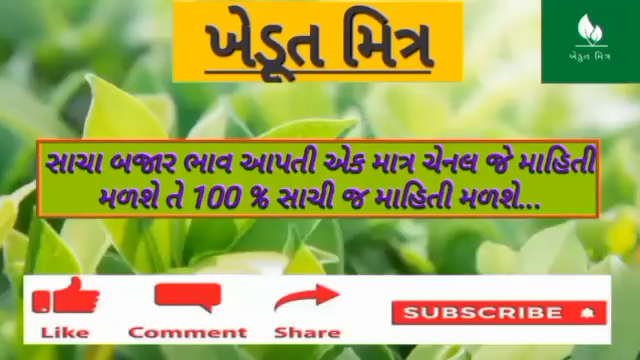 ખેડૂત મિત્ર
ખેડુત મિત્ર
સાચા બજાર ભાવ આપતી એક માત્ર ચેનલ જે માહિતી
મળશે તે 100 % સાચી જ માહિતી મળશે...
Like
Comment
Share
SUBSCRIBE